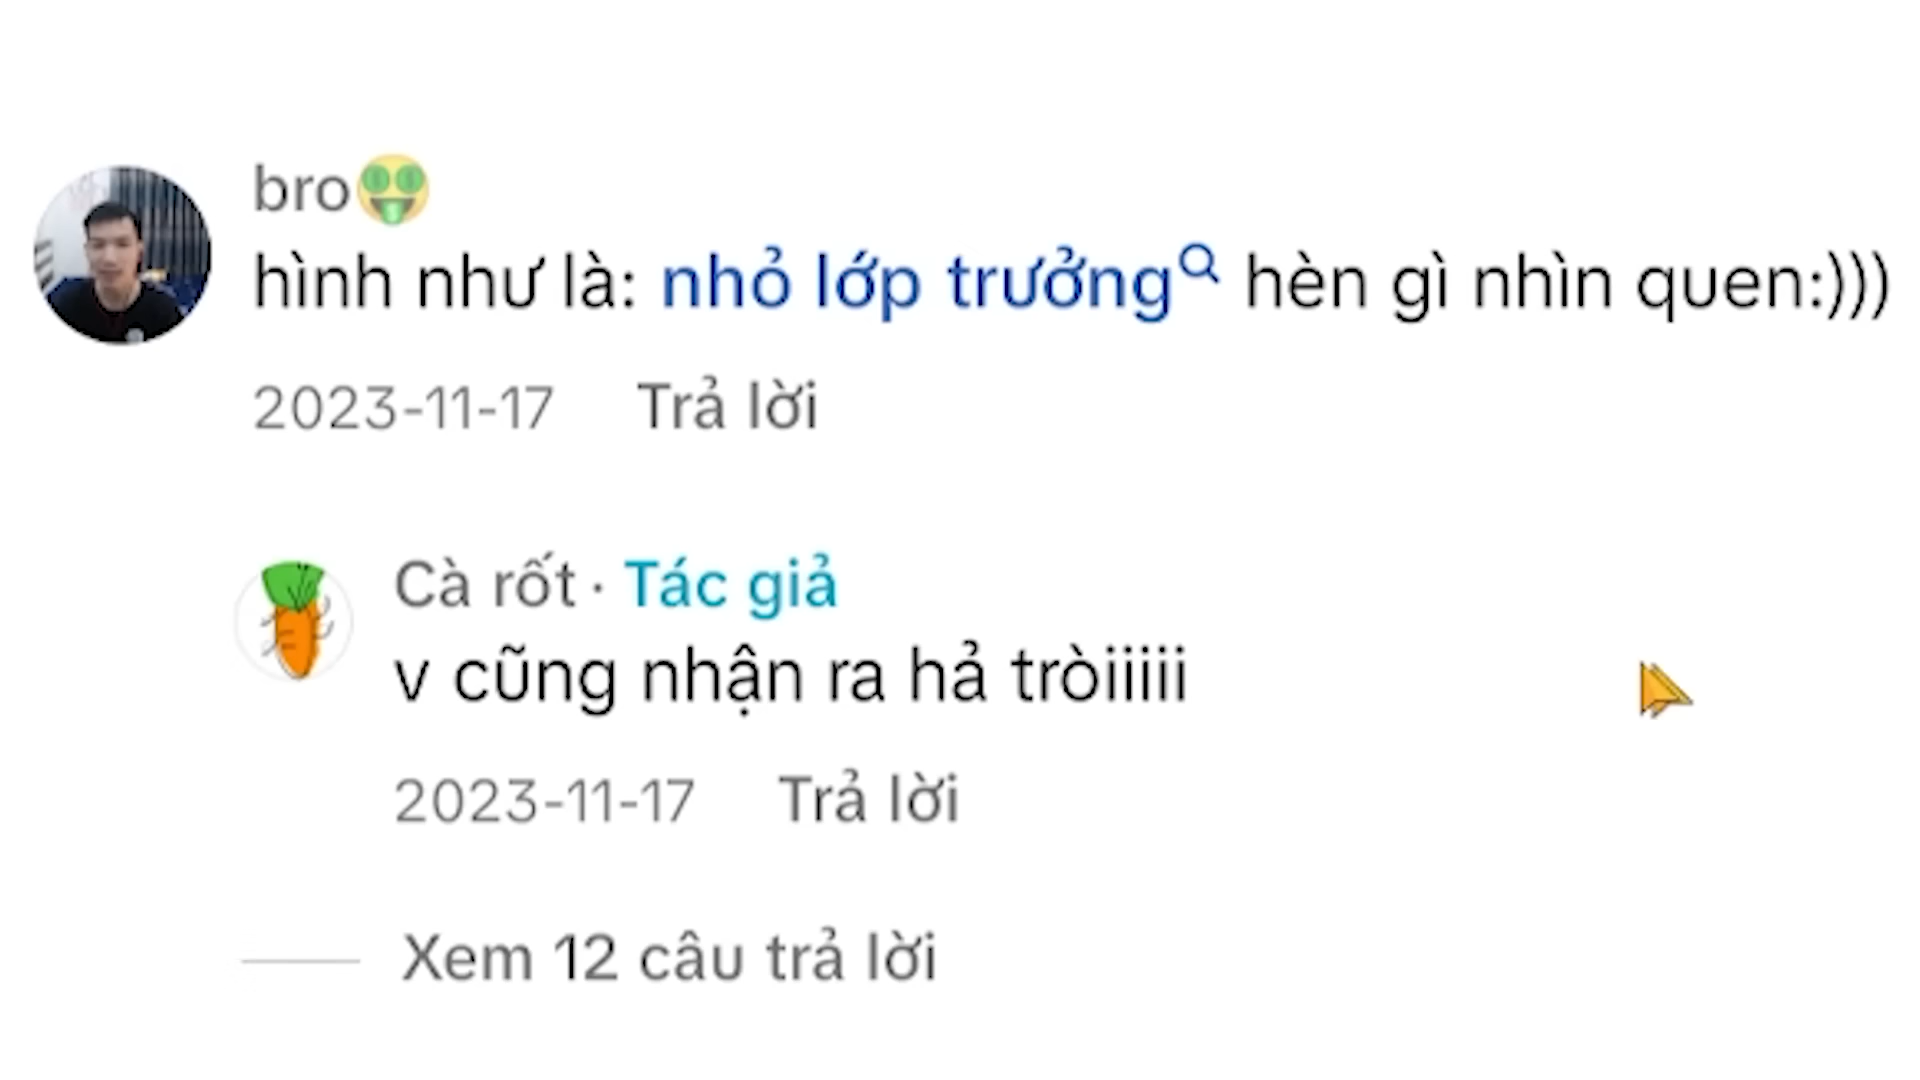 bro🤑
hình như là: nhỏ lớp trưởng hèn gì nhìn quen:)))
2023-11-17 Trả lời
Cà rốt · Tác giả
v cũng nhận ra hả tròiiiii
2023-11-17 Trả lời
Xem 12 câu trả lời